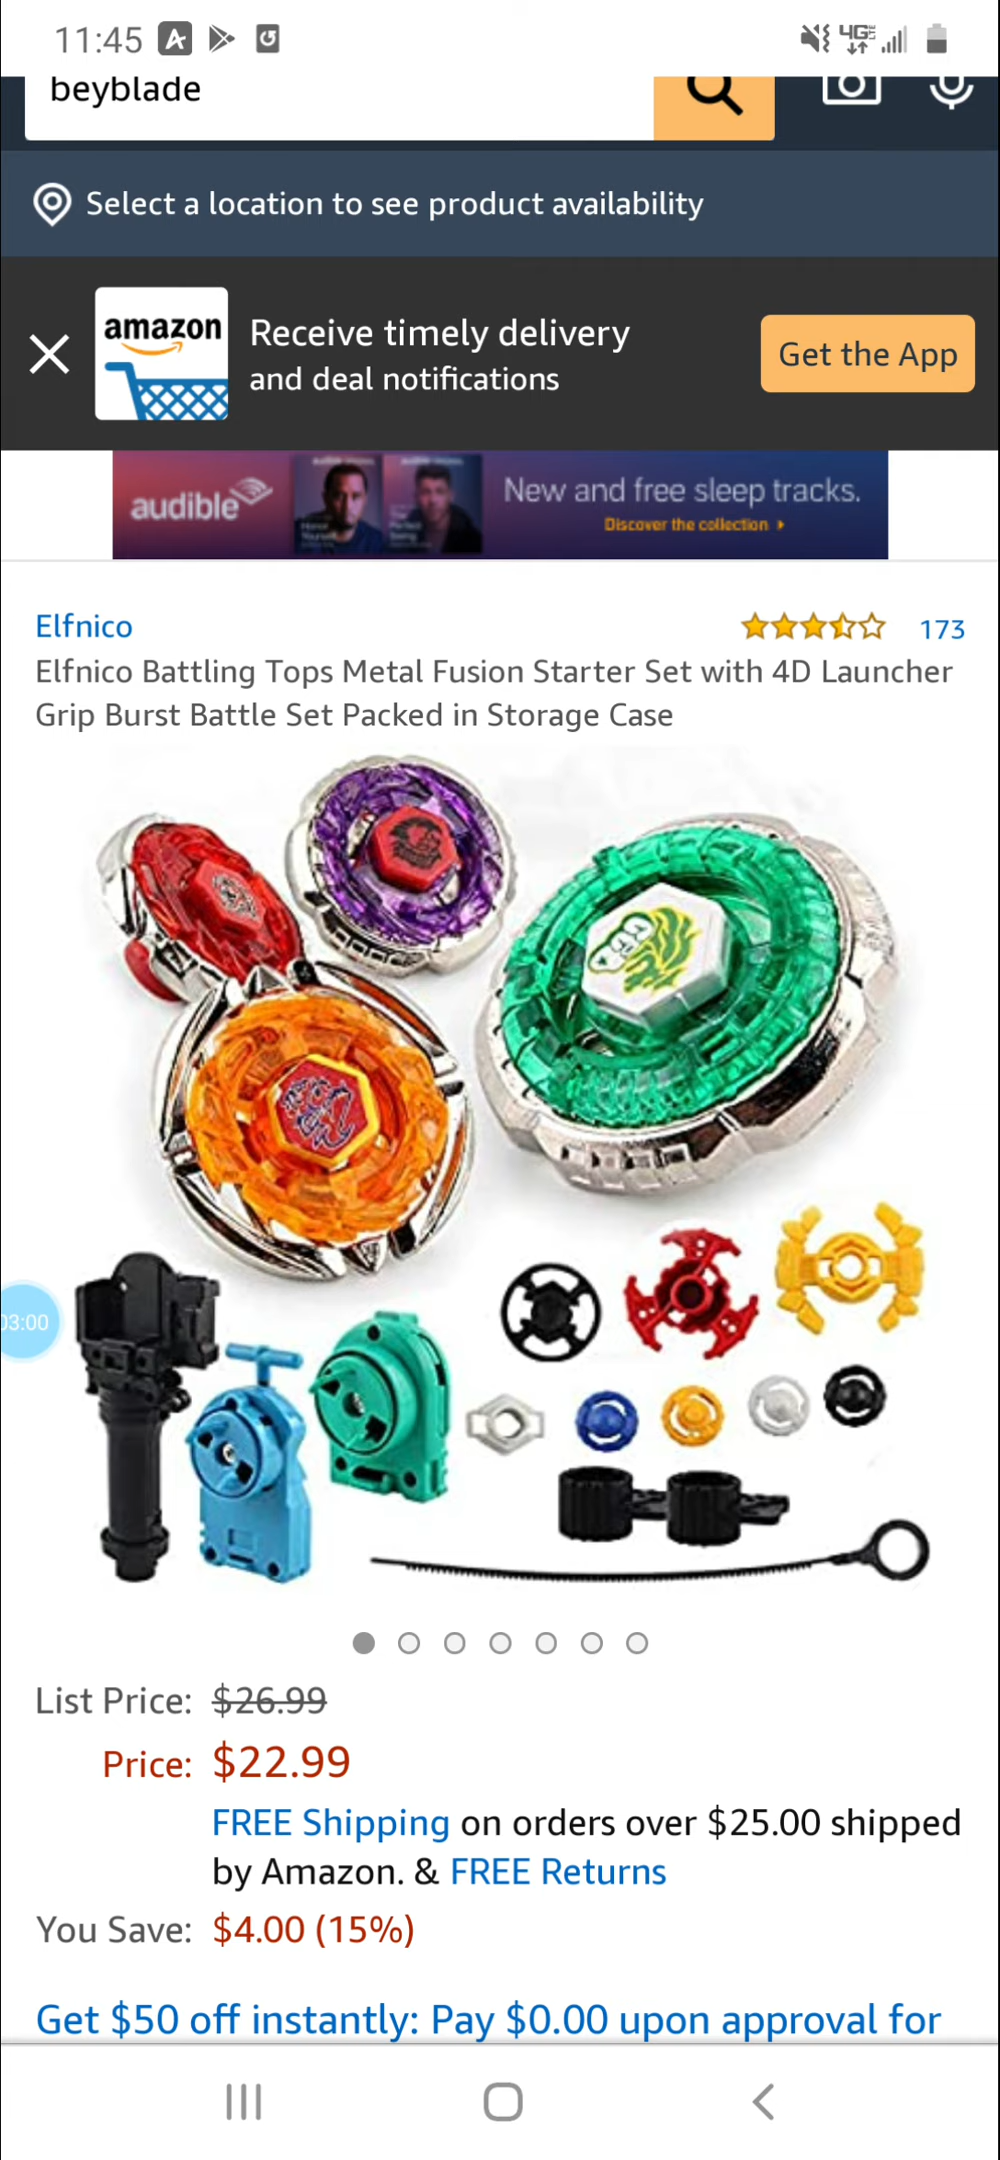 11:45
4GE
beyblade
Select a location to see product availability
amazon
Receive timely delivery
and deal notifications
Get the App
audible
New and free sleep tracks.
Discover the collection
Elfnico
173
Elfnico Battling Tops Metal Fusion Starter Set with 4D Launcher
Grip Burst Battle Set Packed in Storage Case
03:00
List Price: $26.99
Price: $22.99
FREE Shipping on orders over $25.00 shipped
by Amazon. & FREE Returns
You Save: $4.00 (15%)
Get $50 off instantly: Pay $0.00 upon approval for